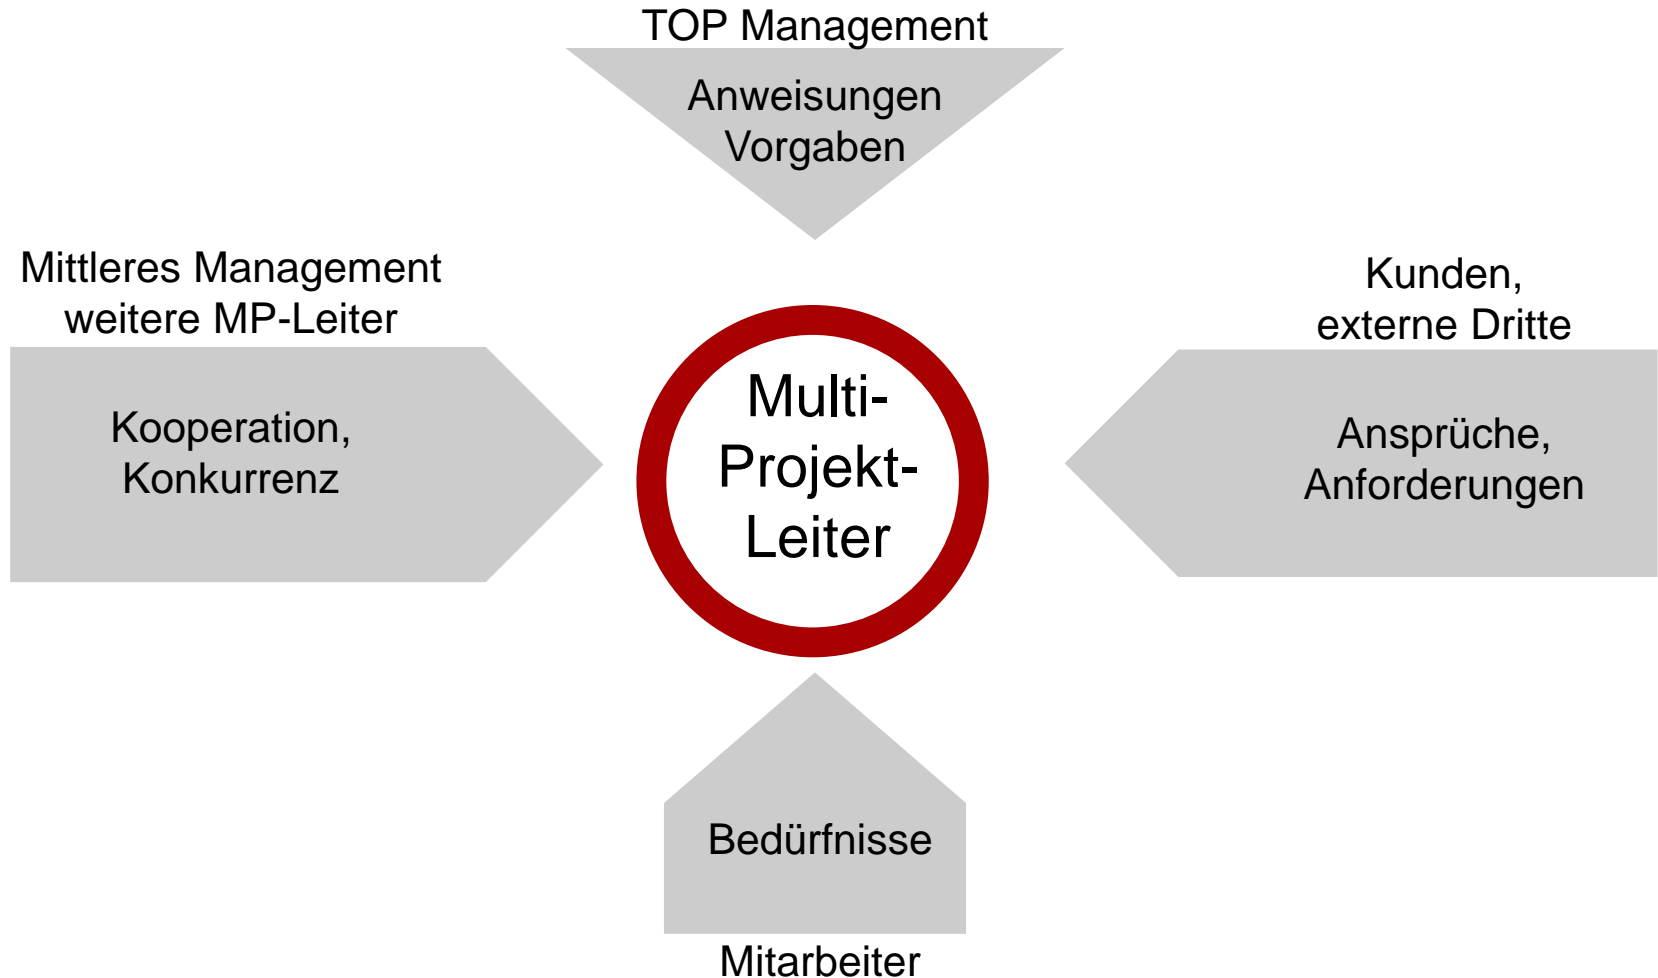 TOP Management
Anweisungen
Vorgaben
Mittleres Management
weitere MP-Leiter
Kooperation,
Konkurrenz
Multi-
Projekt-
Leiter
Kunden,
externe Dritte
Ansprüche,
Anforderungen
Bedürfnisse
Mitarbeiter